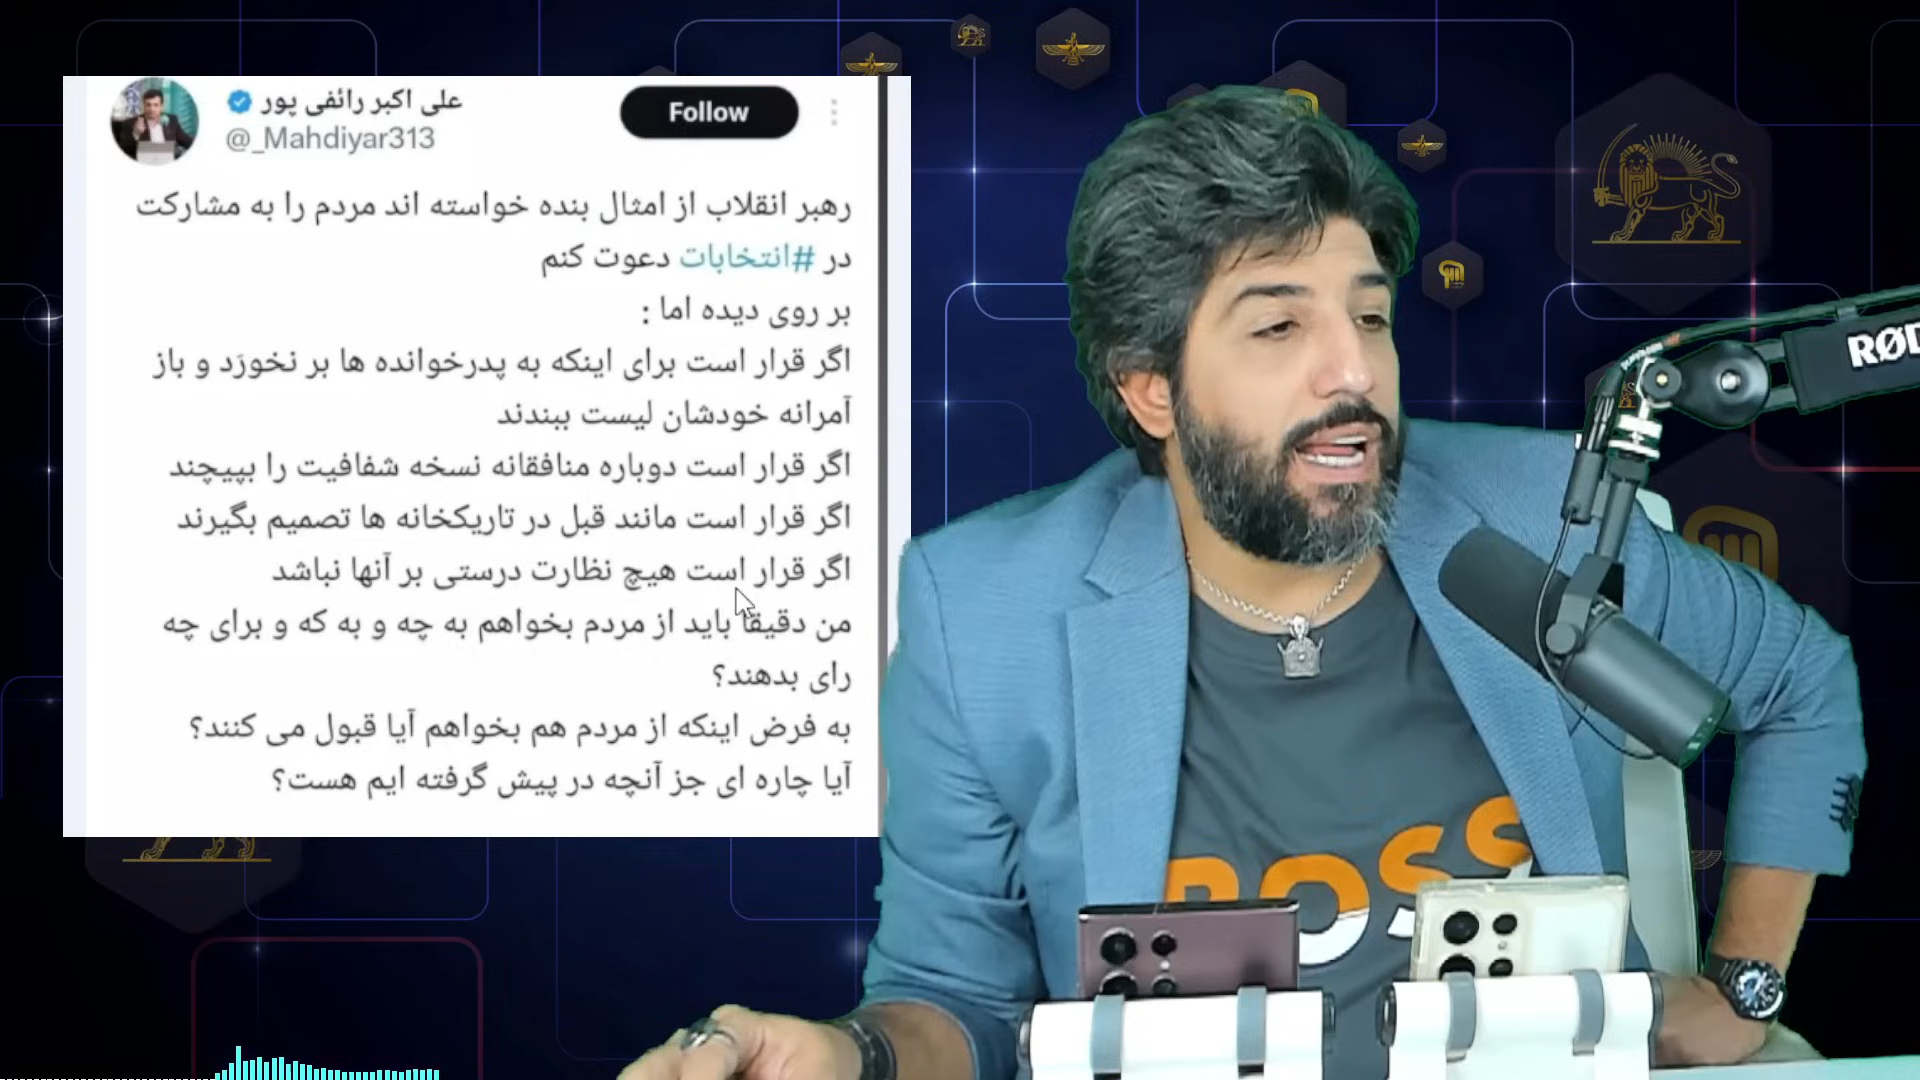 علی اکبر رائفی پور
@_Mahdiyar313
Follow
رهبر انقلاب از امثال بنده خواسته اند مردم را به مشارکت
در #انتخابات دعوت کنم
بر روی دیده اما :
اگر قرار است برای اینکه به پدرخوانده ها بر نخورَد و باز
آمرانه خودشان لیست ببندند
اگر قرار است دوباره منافقانه نسخه شفافیت را بپیچند
اگر قرار است مانند قبل در تاریکخانه ها تصمیم بگیرند
اگر قرار است هیچ نظارت درستی بر آنها نباشد
من دقیقا باید از مردم بخواهم به چه و به که و برای چه
رای بدهند؟
به فرض اینکه از مردم هم بخواهم آیا قبول می کنند؟
آیا چاره ای جز آنچه در پیش گرفته ایم هست؟
RØD
BOSS